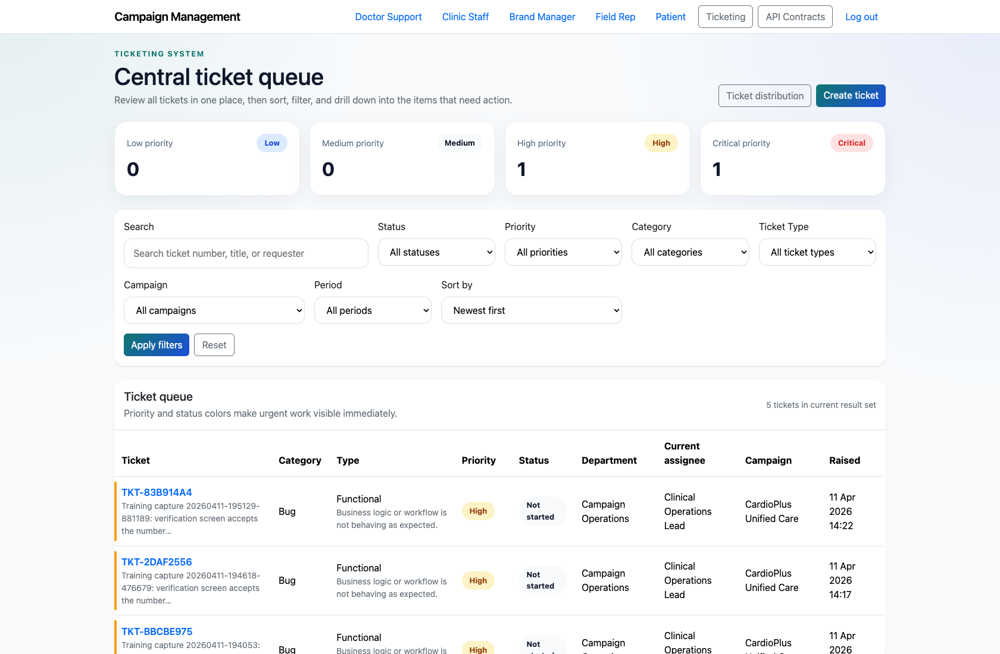 Campaign Management
Doctor Support
Clinic Staff
Brand Manager
Field Rep
Patient
Ticketing
API Contracts
Log out
TICKETING SYSTEM
Central ticket queue
Review all tickets in one place, then sort, filter, and drill down into the items that need action.
Ticket distribution
Create ticket
Low priority
Low
0
Medium priority
Medium
0
High priority
High
1
Critical priority
Critical
1
Search
Search ticket number, title, or requester
Status
All statuses
Priority
All priorities
Category
All categories
Ticket Type
All ticket types
Campaign
All campaigns
Period
All periods
Sort by
Newest first
Apply filters
Reset
Ticket queue
Priority and status colors make urgent work visible immediately.
5 tickets in current result set
Ticket
Category
Type
Priority
Status
Department
Current
assignee
Campaign
Raised
TKT-83B914A4
Training capture 20260411-195129-
881189: verification screen accepts
the number...
Bug
Functional
Business logic or workflow is
not behaving as expected.
High
Not
started
Campaign
Operations
Clinical
Operations
Lead
CardioPlus
Unified Care
11 Apr
2026
14:22
TKT-2DAF2556
Training capture 20260411-194618-
476679: verification screen accepts
the number...
Bug
Functional
Business logic or workflow is
not behaving as expected.
High
Not
started
Campaign
Operations
Clinical
Operations
Lead
CardioPlus
Unified Care
11 Apr
2026
14:17
TKT-BBCBE975
Training capture 20260411-194053:
Bug
Functional
Business logic or workflow is
High
Not
Campaign
Clinical
Operations
CardioPlus
11 Apr
2026